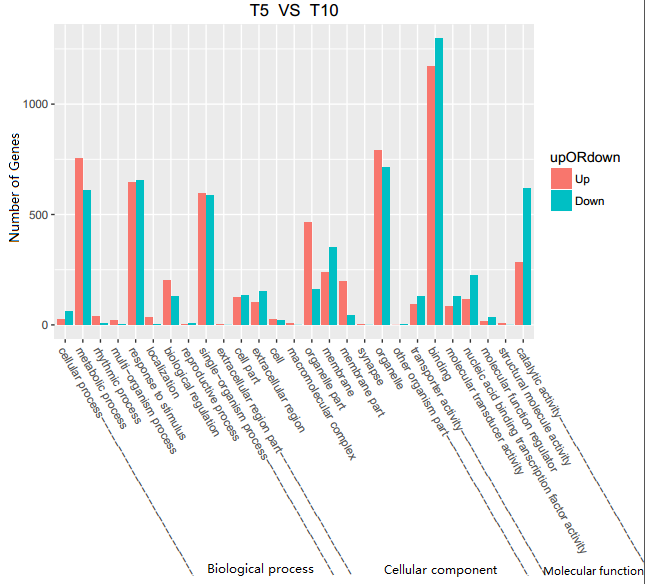 T5 VS T10
Number of Genes
1000
500
0
upORdown
Up
Down
cellular process
metabolic process
rhythmic process
multi-organism process
response to stimulus
localization
biological regulation
reproductive process
single-organism process
extracellular region part
cell part
extracellular region
cell
macromolecular complex
organelle part
membrane
membrane part
synapse
organelle
other organism part
transporter activity
binding
molecular transducer activity
nucleic acid binding transcription factor activity
molecular function regulator
structural molecule activity
catalytic activity
Biological process
Cellular component
Molecular function